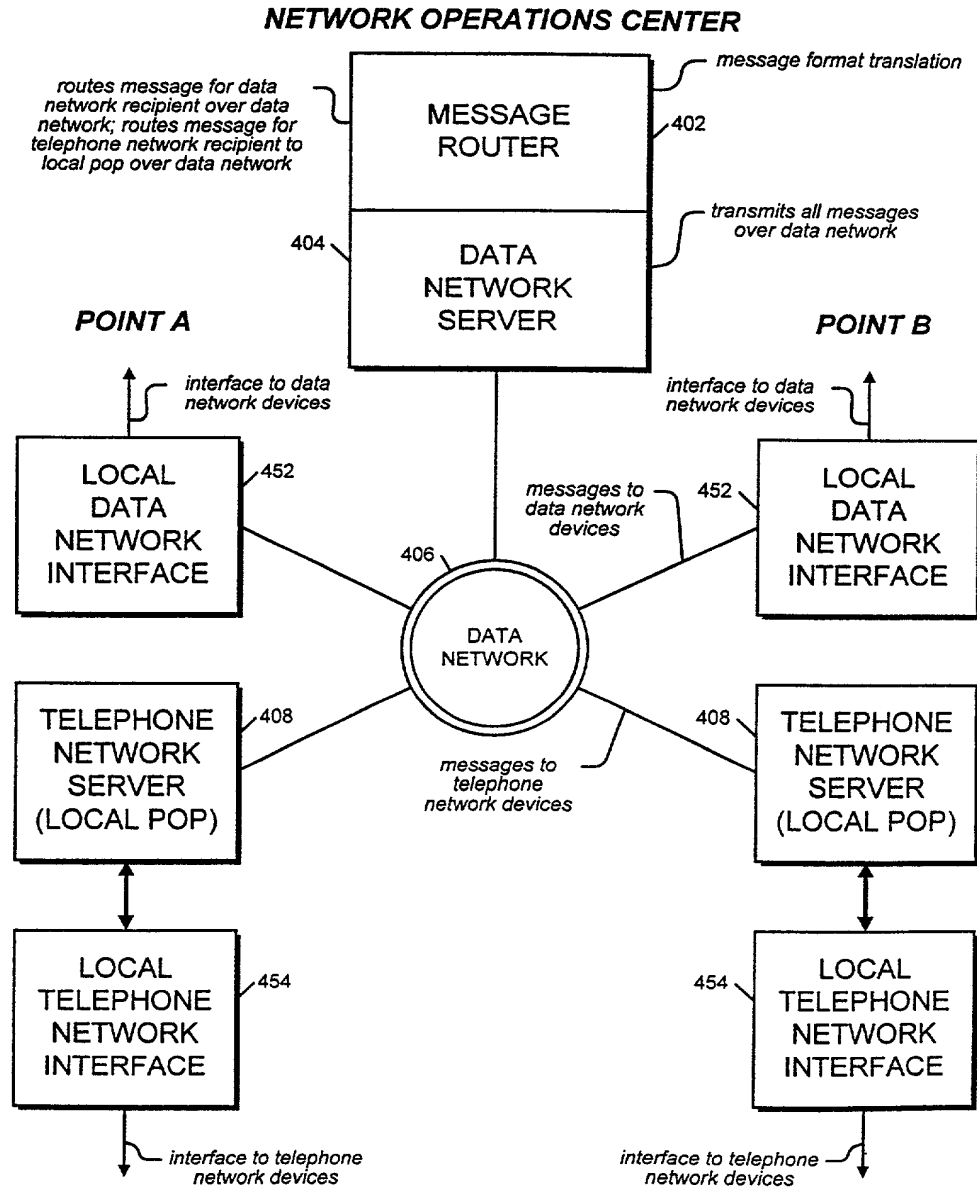 NETWORK OPERATIONS CENTER
routes message for data
network recipient over data
network; routes message for
telephone network recipient to
local pop over data network
MESSAGE
ROUTER
message format translation
402
404
DATA
NETWORK
SERVER
transmits all messages
over data network
POINT A
POINT B
interface to data
network devices
interface to data
network devices
LOCAL
DATA
NETWORK
INTERFACE
452
messages to
data network
devices
452
LOCAL
DATA
NETWORK
INTERFACE
406
DATA
NETWORK
TELEPHONE
NETWORK
SERVER
(LOCAL POP)
408
messages to
telephone
network devices
408
TELEPHONE
NETWORK
SERVER
(LOCAL POP)
LOCAL
TELEPHONE
NETWORK
INTERFACE
454
454
LOCAL
TELEPHONE
NETWORK
INTERFACE
interface to telephone
network devices
interface to telephone
network devices